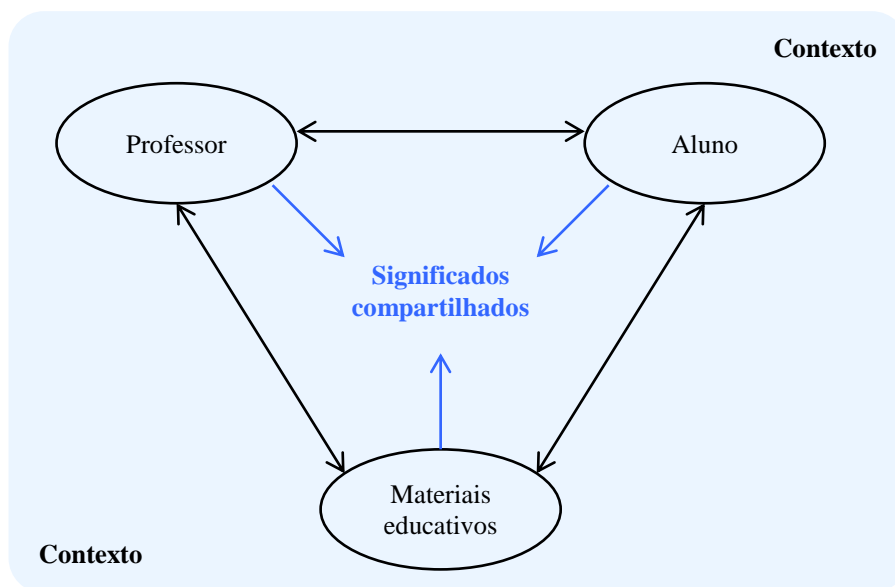 Contexto
Professor
Aluno
Significados
compartilhados
Materiais
educativos
Contexto